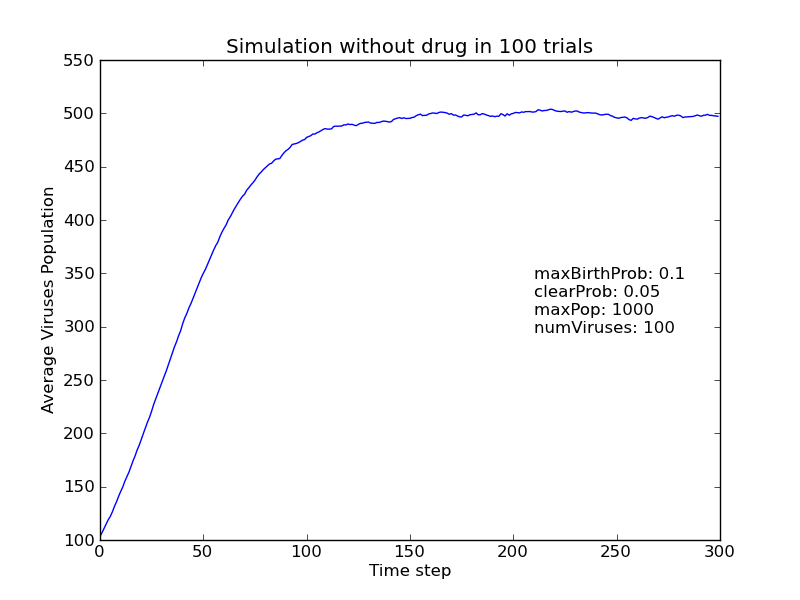 Simulation without drug in 100 trials
550
500
450
400
350
300
250
200
150
100
Average Viruses Population
maxBirthProb: 0.1
clearProb: 0.05
maxPop: 1000
numViruses: 100
0 50 100 150 200 250 300
Time step